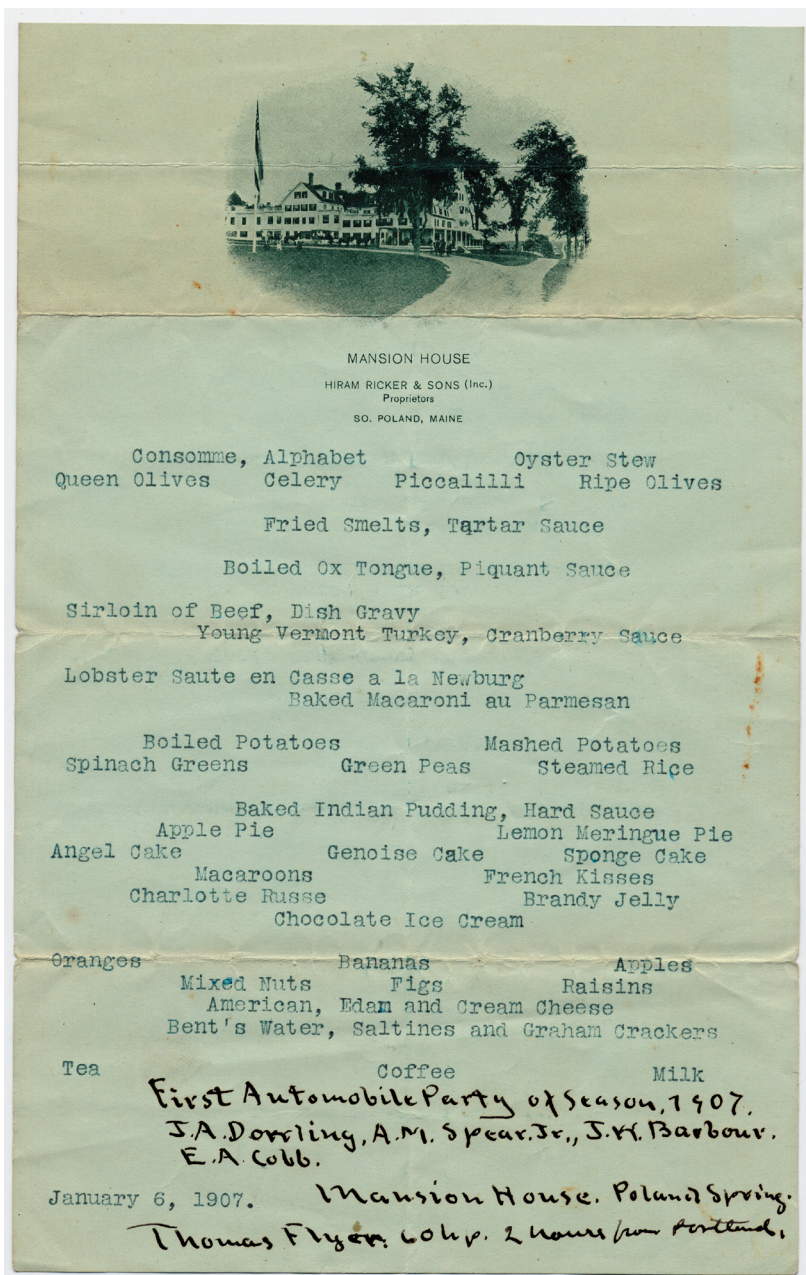 MANSION HOUSE
HIRAM RICKER & SONS (Inc.)
Proprietors
SO. POLAND, MAINE
Consomme, Alphabet Oyster Stew
Queen Olives Celery Piccalilli Ripe Olives
Fried Smelts, Tartar Sauce
Boiled Ox Tongue, Piquant Sauce
Sirloin of Beef, Dish Gravy
Young Vermont Turkey, Cranberry Sauce
Lobster Saute en Casse a la Newburg
Baked Macaroni au Parmesan
Boiled Potatoes Mashed Potatoes
Spinach Greens Green Peas Steamed Rice
Baked Indian Pudding, Hard Sauce
Apple Pie Lemon Meringue Pie
Angel Cake Genoise Cake Sponge Cake
Macaroons French Kisses
Charlotte Russe Brandy Jelly
Chocolate Ice Cream
Oranges Bananas Apples
Mixed Nuts Figs Raisins
American, Edam and Cream Cheese
Bent's Water, Saltines and Graham Crackers
Tea Coffee Milk
First Automobile Party of Season, 1907.
J.A. A.M. Spear.Jr., Barbour.
E.A. Cobb.
January 6, 1907. Mansion House. Poland Spring.
Thomas Flyer. 60 hp. 2 hours from Portland.